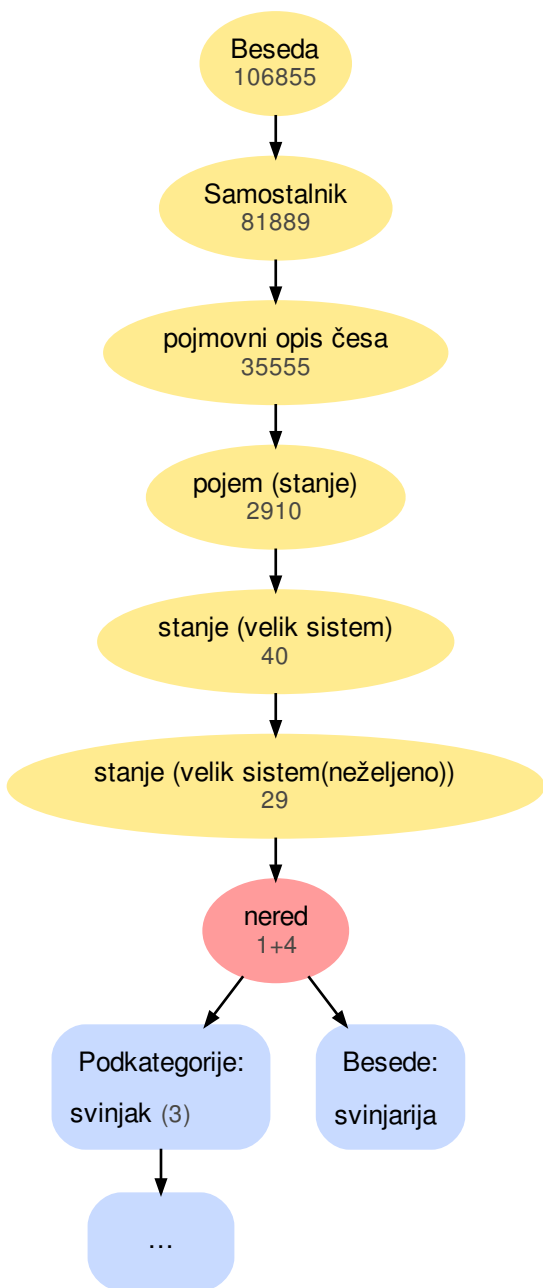 Beseda
106855
Samostalnik
81889
pojmovni opis česa
35555
pojem (stanje)
2910
stanje (velik sistem)
40
stanje (velik sistem(neželjeno))
29
nered
1+4
Podkategorije:
svinjak (3)
Besede:
svinjarija
...